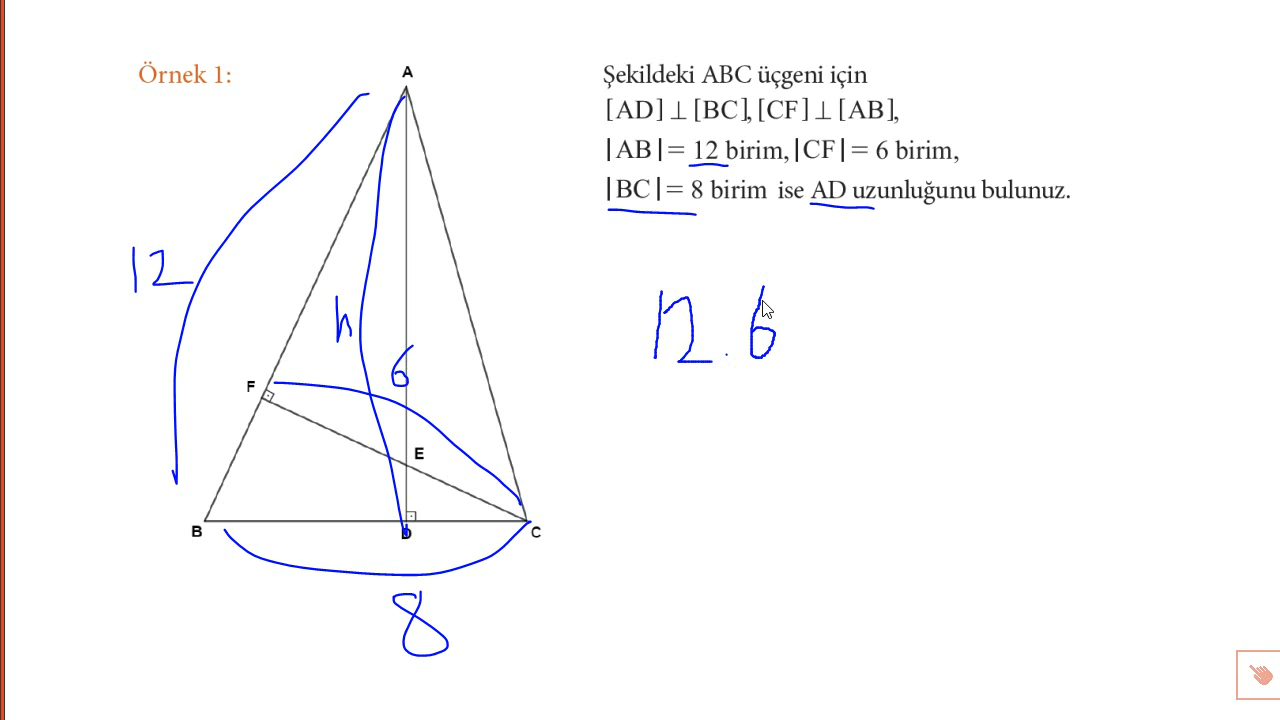 Örnek 1:
Şekildeki ABC üçgeni için
[AD] ⊥ [BC], [CF] ⊥ [AB],
|AB| = 12 birim, |CF| = 6 birim,
|BC| = 8 birim ise AD uzunluğunu bulunuz.
A
12
h
6
F
E
B
D
C
8
12 . 6